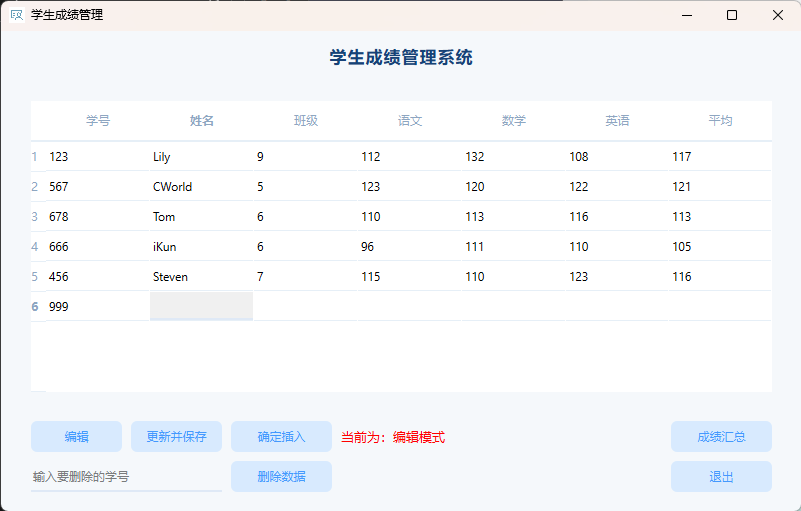 学生成绩管理
学生成绩管理系统
学号 姓名 班级 语文 数学 英语 平均
1 123 Lily 9 112 132 108 117
2 567 CWorld 5 123 120 122 121
3 678 Tom 6 110 113 116 113
4 666 iKun 6 96 111 110 105
5 456 Steven 7 115 110 123 116
6 999
编辑 更新并保存 确定插入 当前为：编辑模式 成绩汇总
输入要删除的学号 删除数据 退出